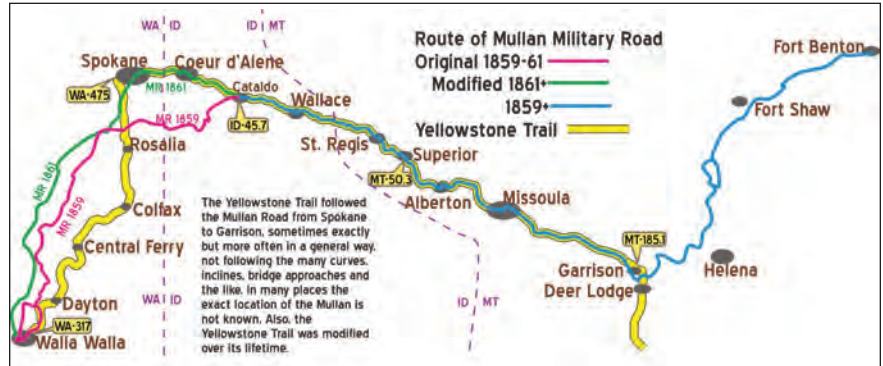 WA
ID
ID
MT
Spokane
Coeur d'Alene
WA-475
MR 1861
Cataldo
Wallace
MR 1859
ID-45.7
Rosalia
St. Regis
Superior
MT-50.3
Alberton
Missoula
MR 1861
MR 1859
Colfax
Central Ferry
Dayton
WA-317
Walla Walla
WA
ID
Route of Mullan Military Road
Original 1859-61
Modified 1861+
1859+
Yellowstone Trail
Fort Benton
Fort Shaw
MT-185.1
Garrison
Helena
Deer Lodge
ID
MT
The Yellowstone Trail followed
the Mullan Road from Spokane
to Garrison, sometimes exactly
but more often in a general way,
not following the many curves,
inclines, bridge approaches and
the like. In many places the
exact location of the Mullan is
not known. Also, the
Yellowstone Trail was modified
over its lifetime.